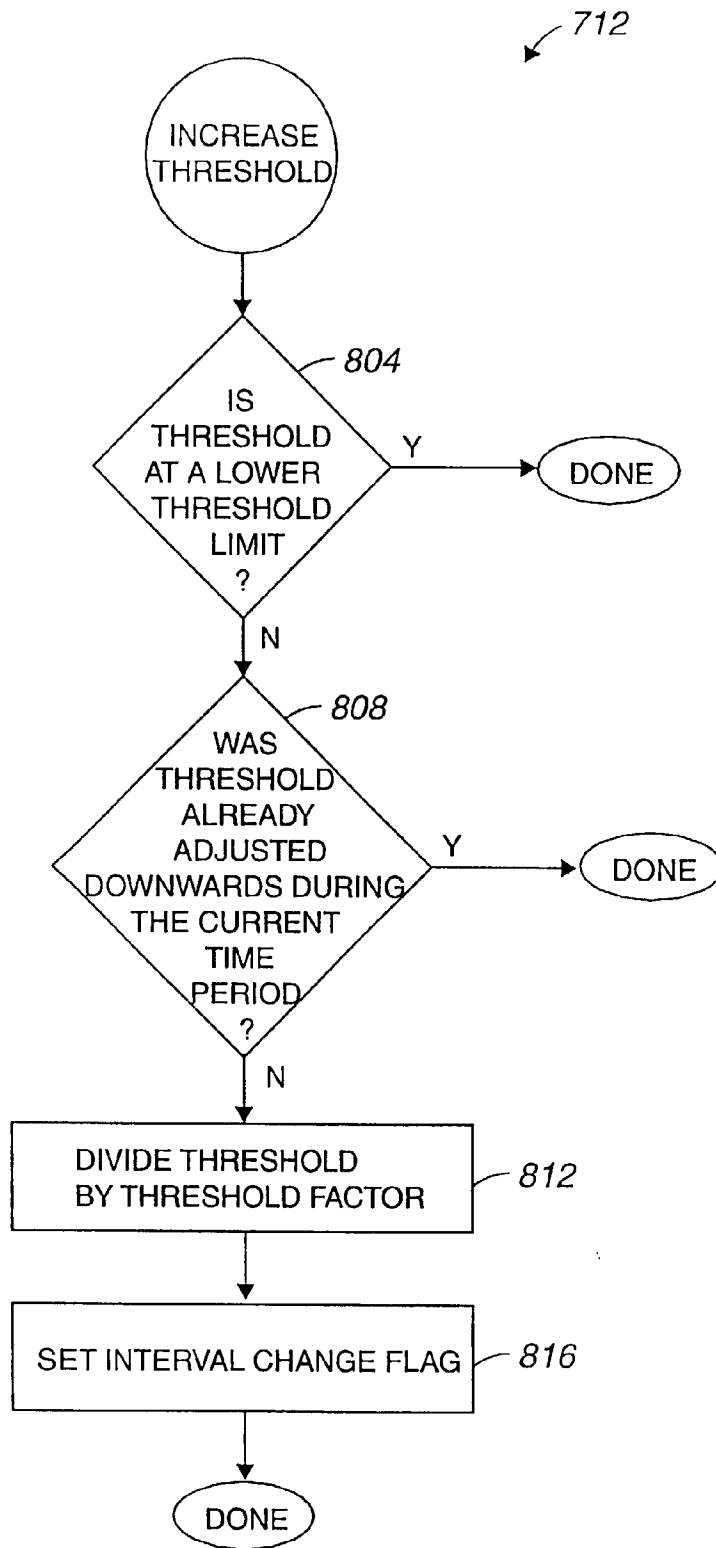 712
INCREASE
THRESHOLD
804
IS
THRESHOLD
AT A LOWER
THRESHOLD
LIMIT
?
Y
DONE
N
808
WAS
THRESHOLD
ALREADY
ADJUSTED
DOWNWARDS DURING
THE CURRENT
TIME
PERIOD
?
Y
DONE
N
DIVIDE THRESHOLD
BY THRESHOLD FACTOR
812
SET INTERVAL CHANGE FLAG
816
DONE